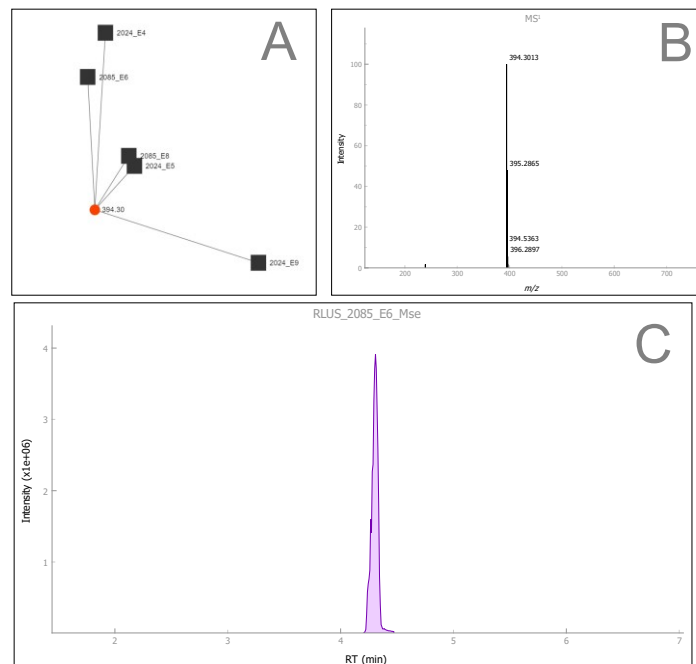 A
2024_E4
2085_E6
2085_E8
2024_E5
394.30
2024_E9
B
MS¹
394.3013
100
80
395.2865
60
Intensity
40
20
394.5363
396.2897
0
200 300 400 500 600 700
m/z
RLUS_2085_E6_Mse
C
4
3
Intensity (x1e+06)
2
1
2 3 4 5 6 7
RT (min)